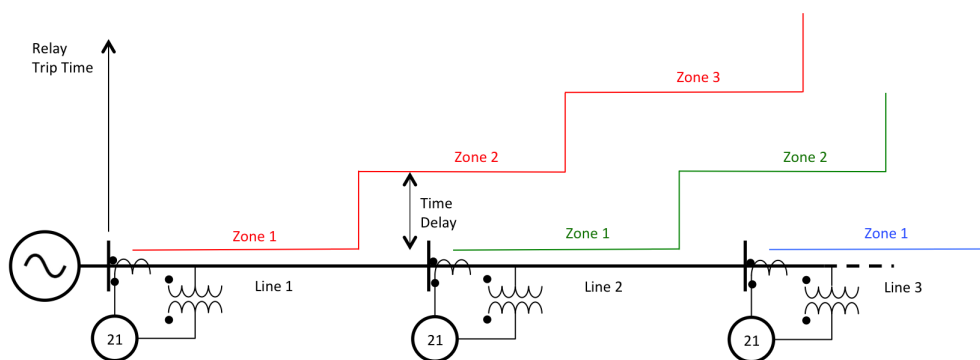 Relay
Trip Time
Zone 3
Zone 2
Zone 2
Time
Delay
Zone 1
Zone 1
Zone 1
Line 1
Line 2
Line 3
21
21
21